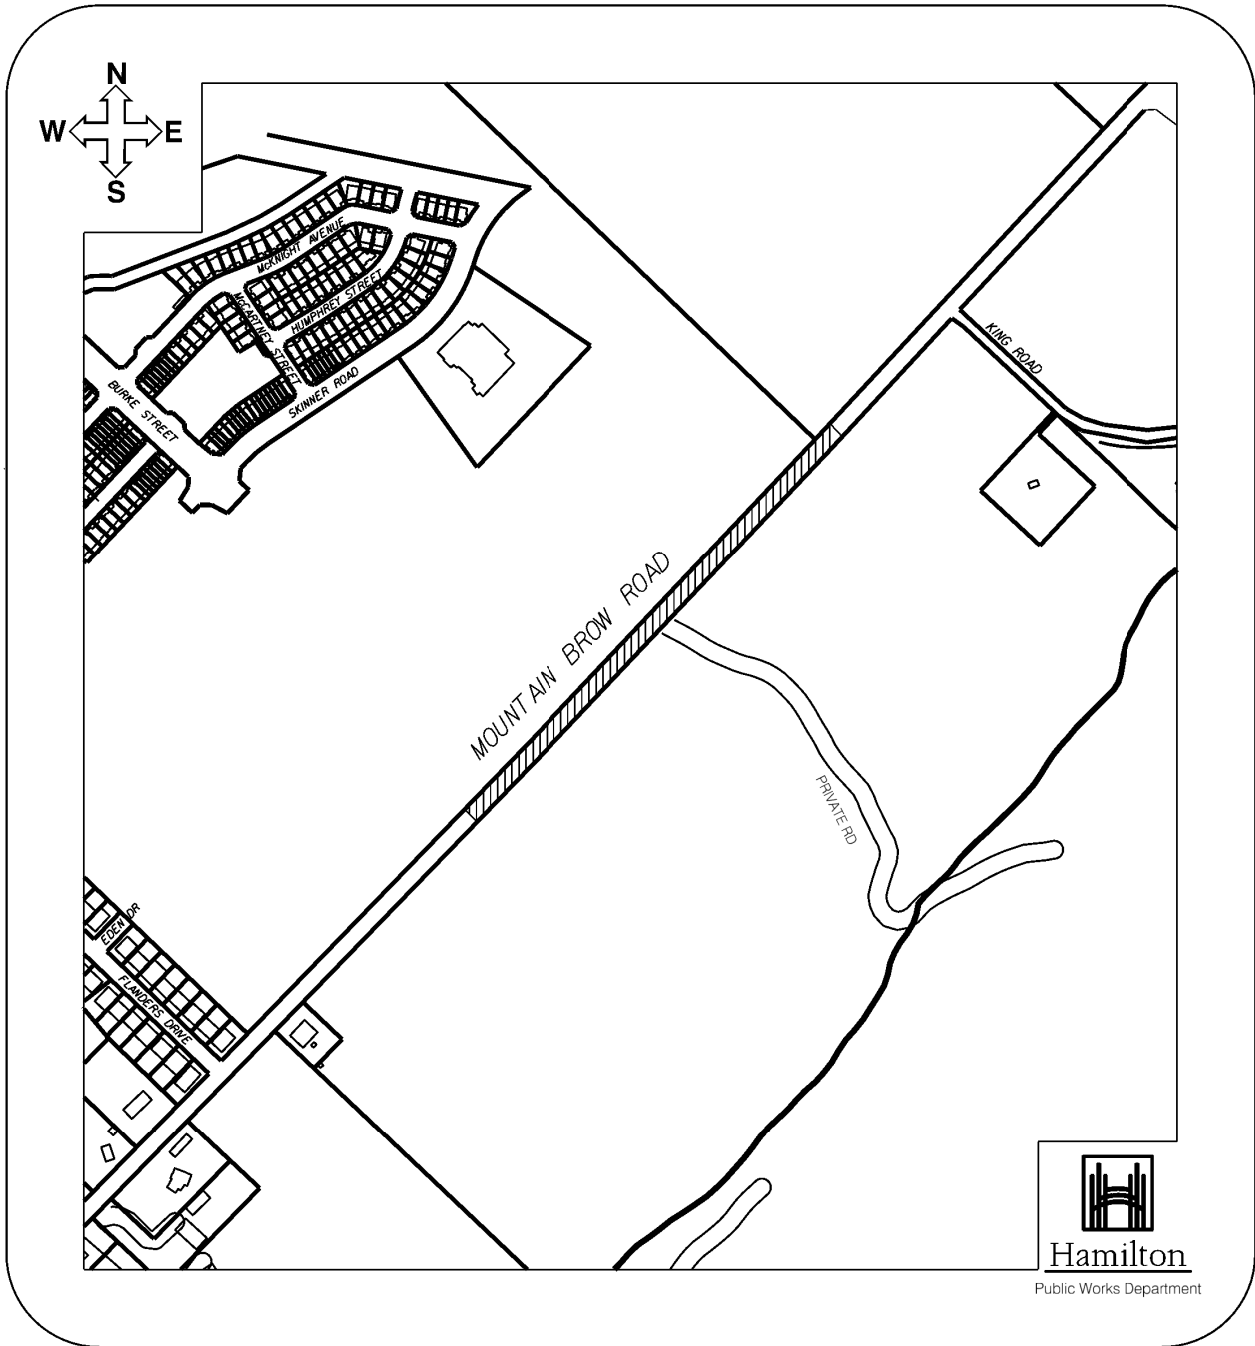 N
W E
S
McKNIGHT AVENUE
McCARTNEY STREET
HUMPHREY STREET
SKINNER ROAD
BURKE STREET
KING ROAD
MOUNTAIN BROW ROAD
PRIVATE RD
EDEN DR
FLANDERS DRIVE
Hamilton
Public Works Department